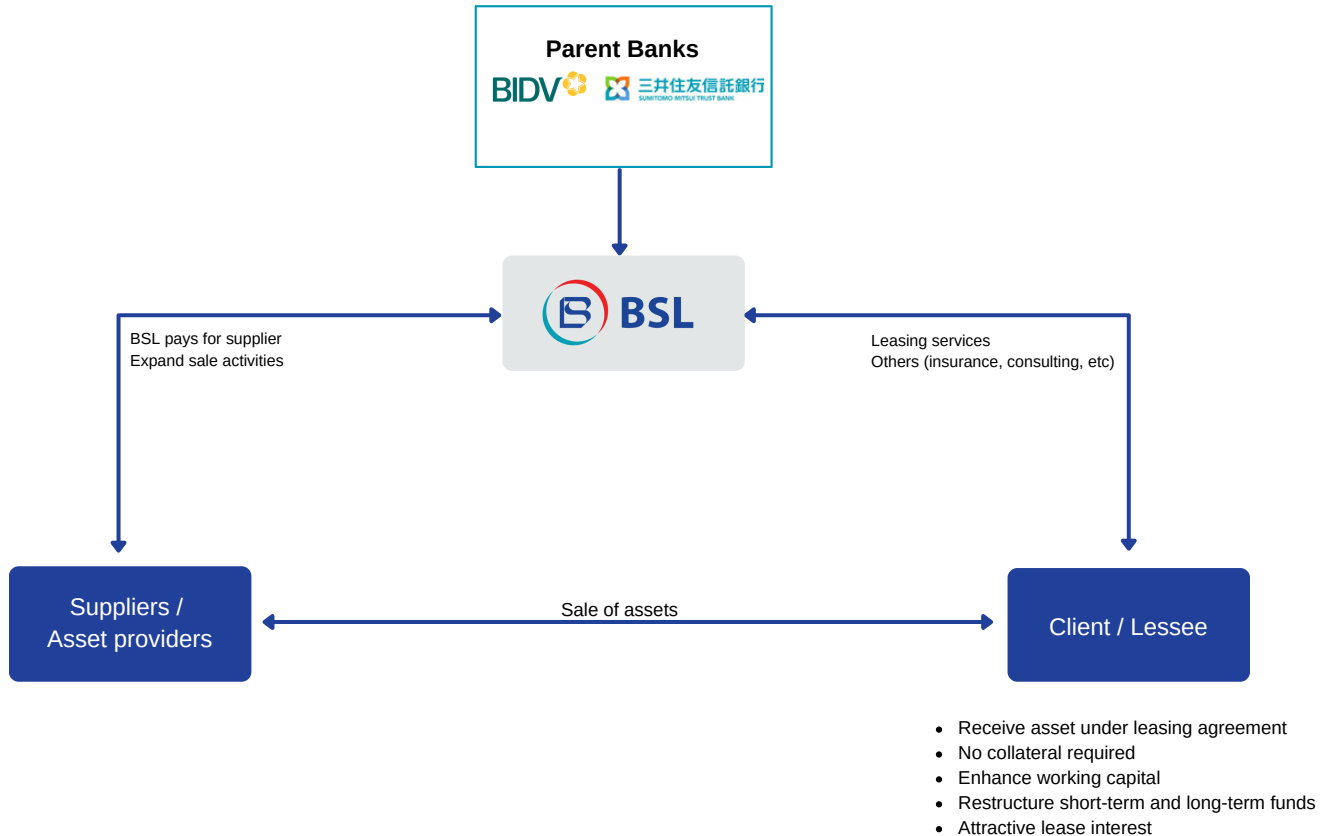 Parent Banks
BIDV
三井住友信託銀行
SUMITOMO MITSUI TRUST BANK
BSL
BSL pays for supplier
Expand sale activities
Leasing services
Others (insurance, consulting, etc)
Suppliers /
Asset providers
Sale of assets
Client / Lessee
Receive asset under leasing agreement
No collateral required
Enhance working capital
Restructure short-term and long-term funds
Attractive lease interest